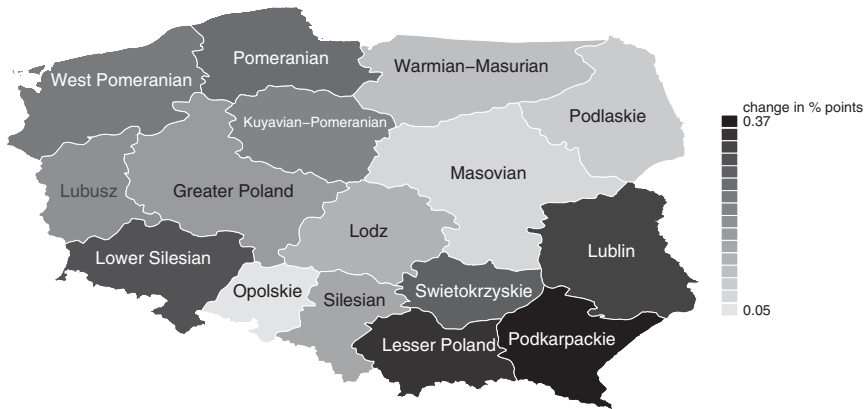 Pomeranian
West Pomeranian
Warmian−Masurian
Kuyavian−Pomeranian
Podlaskie
Lubusz
Greater Poland
Masovian
Lodz
Lower Silesian
Lublin
Opolskie
Silesian
Swietokrzyskie
Lesser Poland
Podkarpackie
change in % points
0.37
0.05